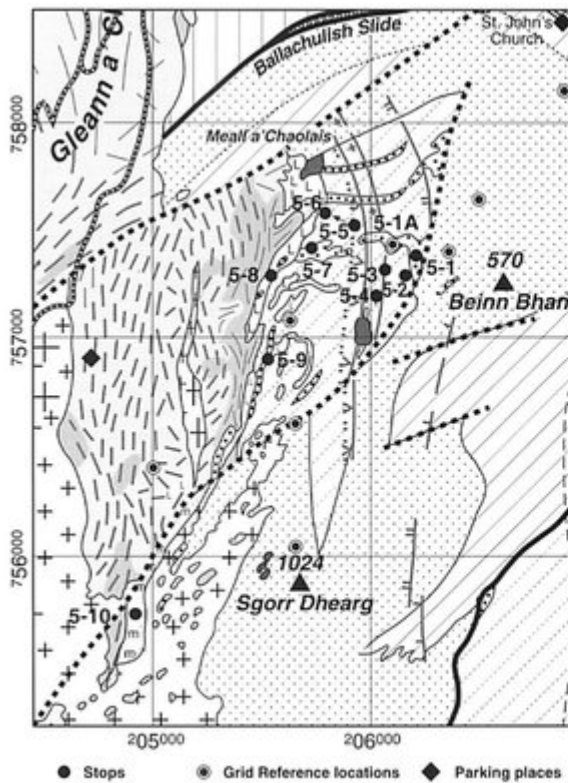 St. John's
Church
Ballachulish Slide
Gleann a C
758000
Meall a'Chaolais
5-6
5-1A
5-5
570
5-8
5-7
5-3
5-1
5-2
Beinn Bhan
5-4
757000
5-9
1024
756000
Sgorr Dhearg
5-10
m
m
205000
206000
Stops
Grid Reference locations
Parking places